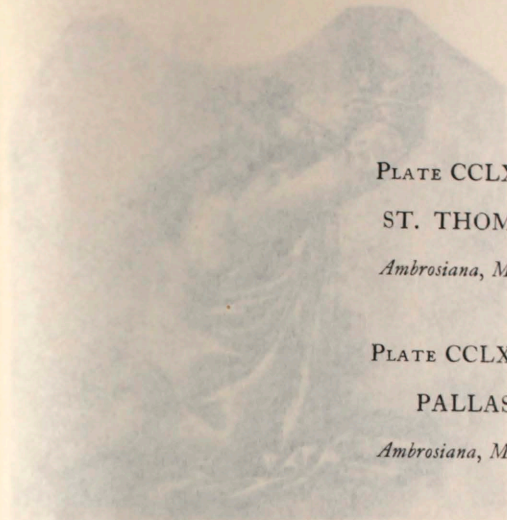 PLATE CCLX
ST. THOM
Ambrosiana, M
PLATE CCLX
PALLAS
Ambrosiana, M